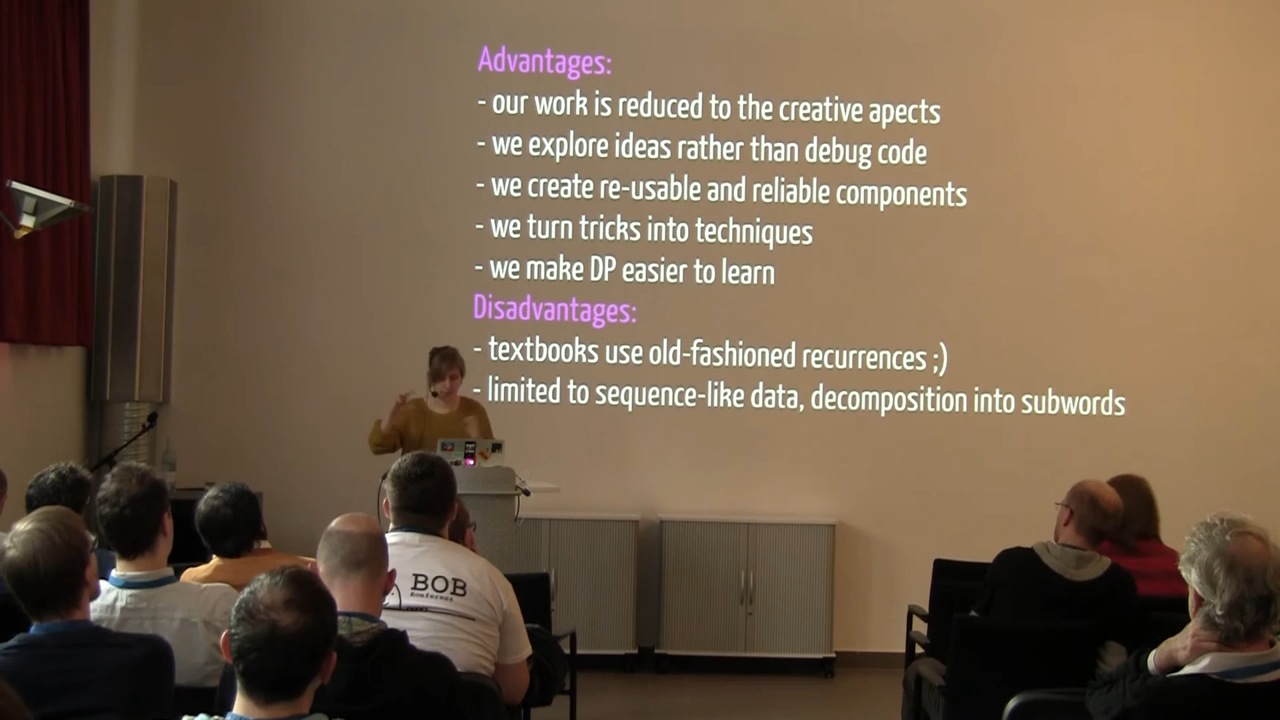 Advantages:
- our work is reduced to the creative apects
- we explore ideas rather than debug code
- we create re-usable and reliable components
- we turn tricks into techniques
- we make DP easier to learn
Disadvantages:
- textbooks use old-fashioned recurrences ;)
- limited to sequence-like data, decomposition into subwords
BOB
Konferenz